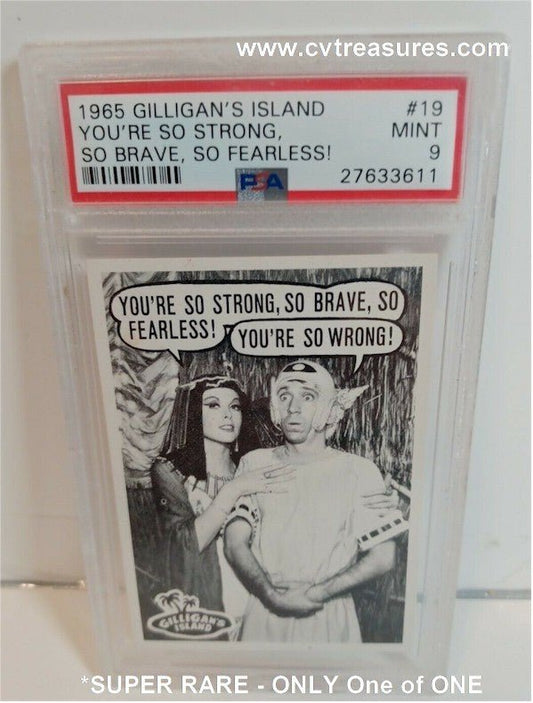 www.cvtreasures.com
1965 GILLIGAN'S ISLAND #19
YOU'RE SO STRONG, MINT
SO BRAVE, SO FEARLESS! 9
PSA 27633611
YOU'RE SO STRONG, SO BRAVE, SO
FEARLESS!
YOU'RE SO WRONG!
GILLIGAN'S
ISLAND
*SUPER RARE - ONLY One of ONE